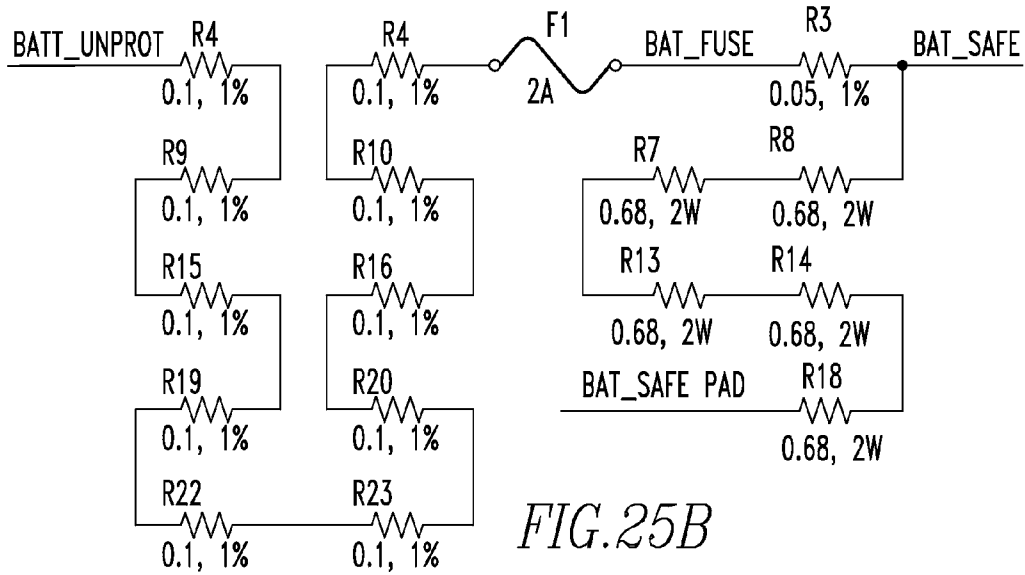 BATT_UNPROT
R4
0.1, 1%
R4
0.1, 1%
F1
2A
BAT_FUSE
R3
0.05, 1%
BAT_SAFE
R9
0.1, 1%
R10
0.1, 1%
R7
0.68, 2W
R8
0.68, 2W
R15
0.1, 1%
R16
0.1, 1%
R13
0.68, 2W
R14
0.68, 2W
R19
0.1, 1%
R20
0.1, 1%
BAT_SAFE PAD
R18
0.68, 2W
R22
0.1, 1%
R23
0.1, 1%
FIG.25B